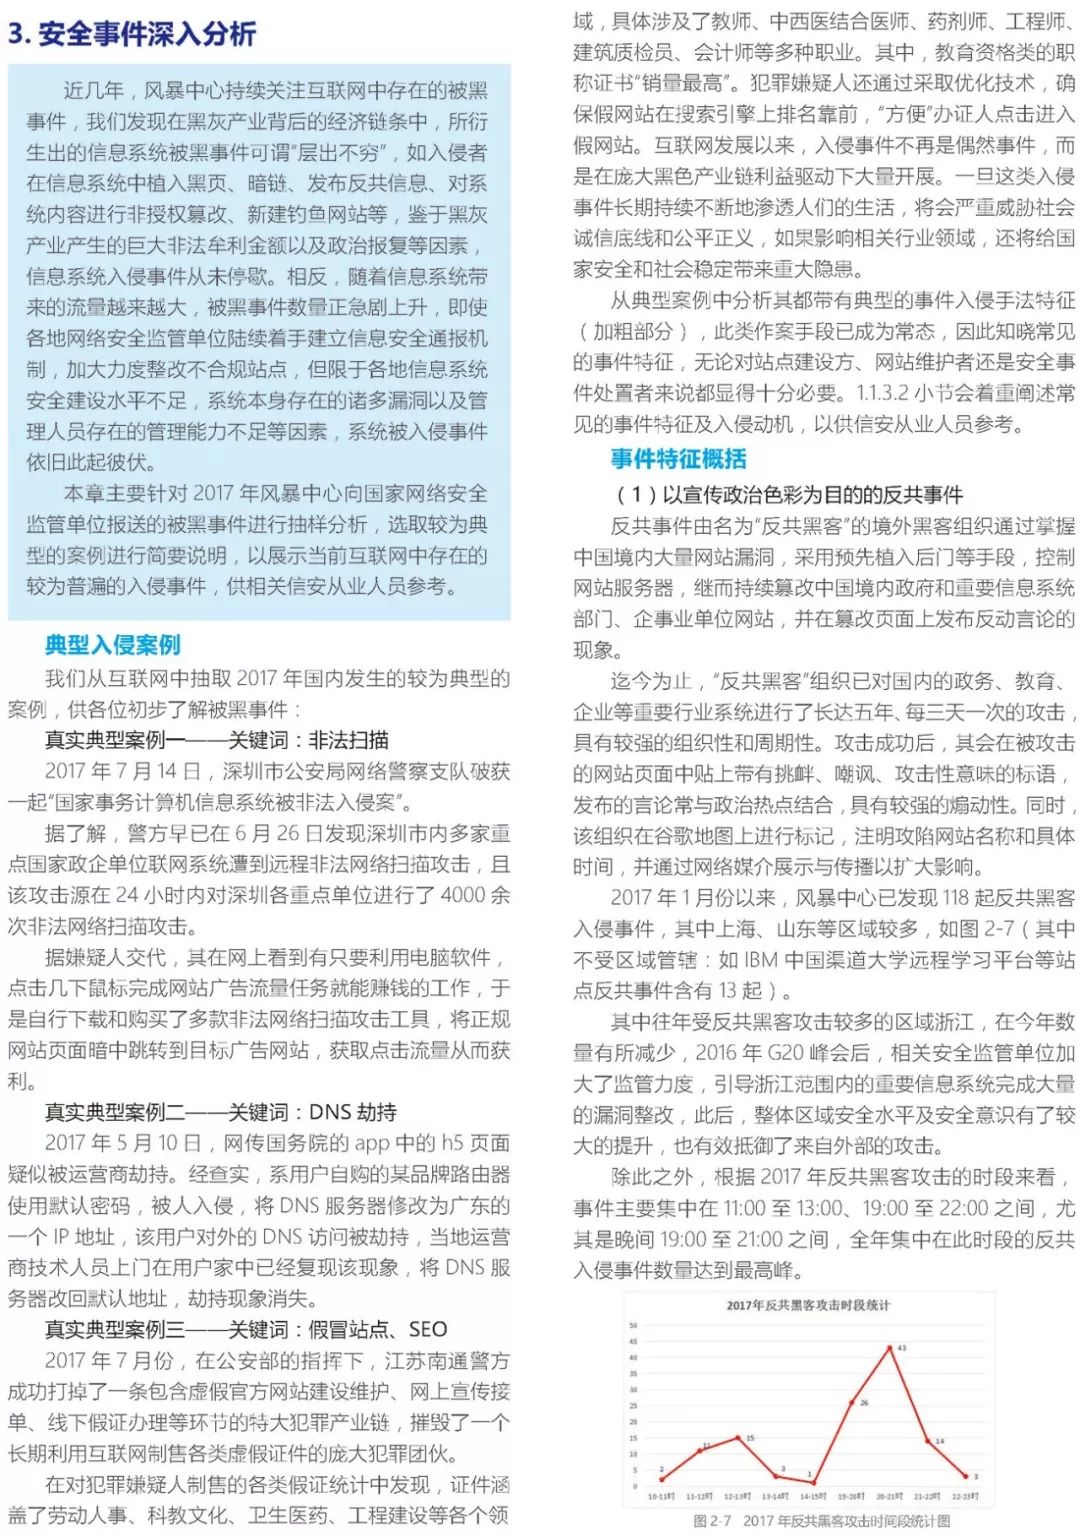 3. 安全事件深入分析
近几年，风暴中心持续关注互联网中存在的被黑
事件，我们发现在黑灰产业背后的经济链条中，所衍
生出的信息系统被黑事件可谓“层出不穷”，如入侵者
在信息系统中植入黑页、暗链、发布反共信息、对系
统内容进行非授权篡改、新建钓鱼网站等，鉴于黑灰
产业产生的巨大非法牟利金额以及政治报复等因素，
信息系统入侵事件从未停歇。相反，随着信息系统带
来的流量越来越大，被黑事件数量正急剧上升，即使
各地网络安全监管单位陆续着手建立信息安全通报机
制，加大力度整改不合规站点，但限于各地信息系统
安全建设水平不足，系统本身存在的诸多漏洞以及管
理人员存在的管理能力不足等因素，系统被入侵事件
依旧此起彼伏。
本章主要针对 2017 年风暴中心向国家网络安全
监管单位报送的被黑事件进行抽样分析，选取较为典
型的案例进行简要说明，以展示当前互联网中存在的
较为普遍的入侵事件，供相关信安从业人员参考。
典型入侵案例
我们从互联网中抽取 2017 年国内发生的较为典型的
案例，供各位初步了解被黑事件：
真实典型案例一——关键词：非法扫描
2017 年 7 月 14 日，深圳市公安局网络警察支队破获
一起“国家事务计算机信息系统被非法入侵案”。
据了解，警方早已在 6 月 26 日发现深圳市内多家重
点国家政企单位联网系统遭到远程非法网络扫描攻击，且
该攻击源在 24 小时内对深圳各重点单位进行了 4000 余
次非法网络扫描攻击。
据嫌疑人交代，其在网上看到有只要利用电脑软件，
点击几下鼠标完成网站广告流量任务就能赚钱的工作，于
是自行下载和购买了多款非法网络扫描攻击工具，将正规
网站页面暗中跳转到目标广告网站，获取点击流量从而获
利。
真实典型案例二——关键词：DNS 劫持
2017 年 5 月 10 日，网传国务院的 app 中的 h5 页面
疑似被运营商劫持。经查实，系用户自购的某品牌路由器
使用默认密码，被人入侵，将 DNS 服务器修改为广东的
一个 IP 地址，该用户对外的 DNS 访问被劫持，当地运营
商技术人员上门在用户家中已经复现该现象，将 DNS 服
务器改回默认地址，劫持现象消失。
真实典型案例三——关键词：假冒站点、SEO
2017 年 7 月份，在公安部的指挥下，江苏南通警方
成功打掉了一条包含虚假官方网站建设维护、网上宣传接
单、线下假证办理等环节的特大犯罪产业链，摧毁了一个
长期利用互联网制售各类虚假证件的庞大犯罪团伙。
在对犯罪嫌疑人制售的各类假证统计中发现，证件涵
盖了劳动人事、科教文化、卫生医药、工程建设等各个领
域，具体涉及了教师、中西医结合医师、药剂师、工程师、
建筑质检员、会计师等多种职业。其中，教育资格类的职
称证书“销量最高”。犯罪嫌疑人还通过采取优化技术，确
保假网站在搜索引擎上排名靠前，“方便”办证人点击进入
假网站。互联网发展以来，入侵事件不再是偶然事件，而
是在庞大黑色产业链利益驱动下大量开展。一旦这类入侵
事件长期持续不断地渗透人们的生活，将会严重威胁社会
诚信底线和公平正义，如果影响相关行业领域，还将给国
家安全和社会稳定带来重大隐患。
从典型案例中分析其都带有典型的事件入侵手法特征
（加粗部分），此类作案手段已成为常态，因此知晓常见
的事件特征，无论对站点建设方、网站维护者还是安全事
件处置者来说都显得十分必要。1.1.3.2 小节会着重阐述常
见的事件特征及入侵动机，以供信安从业人员参考。
事件特征概括
（1）以宣传政治色彩为目的的反共事件
反共事件由名为“反共黑客”的境外黑客组织通过掌握
中国境内大量网站漏洞，采用预先植入后门等手段，控制
网站服务器，继而持续篡改中国境内政府和重要信息系统
部门、企事业单位网站，并在篡改页面上发布反动言论的
现象。
迄今为止，“反共黑客”组织已对国内的政务、教育、
企业等重要行业系统进行了长达五年、每三天一次的攻击，
具有较强的组织性和周期性。攻击成功后，其会在被攻击
的网站页面中贴上带有挑衅、嘲讽、攻击性意味的标语，
发布的言论常与政治热点结合，具有较强的煽动性。同时，
该组织在谷歌地图上进行标记，注明攻陷网站名称和具体
时间，并通过网络媒介展示与传播以扩大影响。
2017 年 1 月份以来，风暴中心已发现 118 起反共黑客
入侵事件，其中上海、山东等区域较多，如图 2-7（其中
不受区域管辖：如 IBM 中国渠道大学远程学习平台等站
点反共事件含有 13 起）。
其中往年受反共黑客攻击较多的区域浙江，在今年数
量有所减少，2016 年 G20 峰会后，相关安全监管单位加
大了监管力度，引导浙江范围内的重要信息系统完成大量
的漏洞整改，此后，整体区域安全水平及安全意识有了较
大的提升，也有效抵御了来自外部的攻击。
除此之外，根据 2017 年反共黑客攻击的时段来看，
事件主要集中在 11:00 至 13:00、19:00 至 22:00 之间，尤
其是晚间 19:00 至 21:00 之间，全年集中在此时段的反共
入侵事件数量达到最高峰。
2017年反共黑客攻击时段统计
50
45
40
35
30
25
20
15
10
5
0
2
11
15
3
1
26
43
14
3
10-11时 11-12时 12-13时 13-14时 14-15时 19-20时 20-21时 21-22时 22-23时
图 2-7 2017 年反共黑客攻击时间段统计图